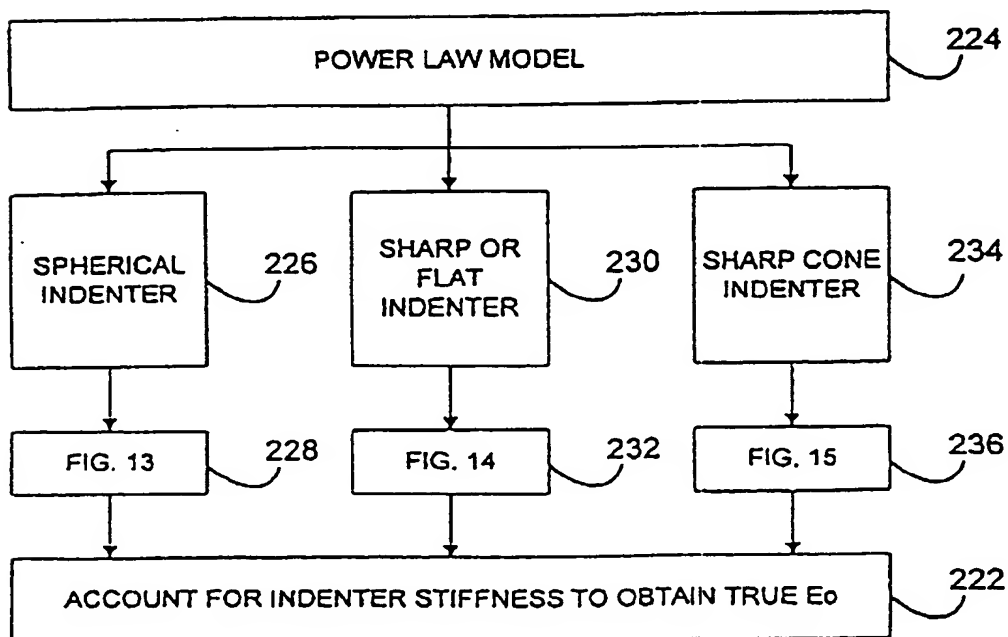 POWER LAW MODEL
224
SPHERICAL
INDENTER
226
SHARP OR
FLAT
INDENTER
230
SHARP CONE
INDENTER
234
FIG. 13
228
FIG. 14
232
FIG. 15
236
ACCOUNT FOR INDENTER STIFFNESS TO OBTAIN TRUE Eo
222